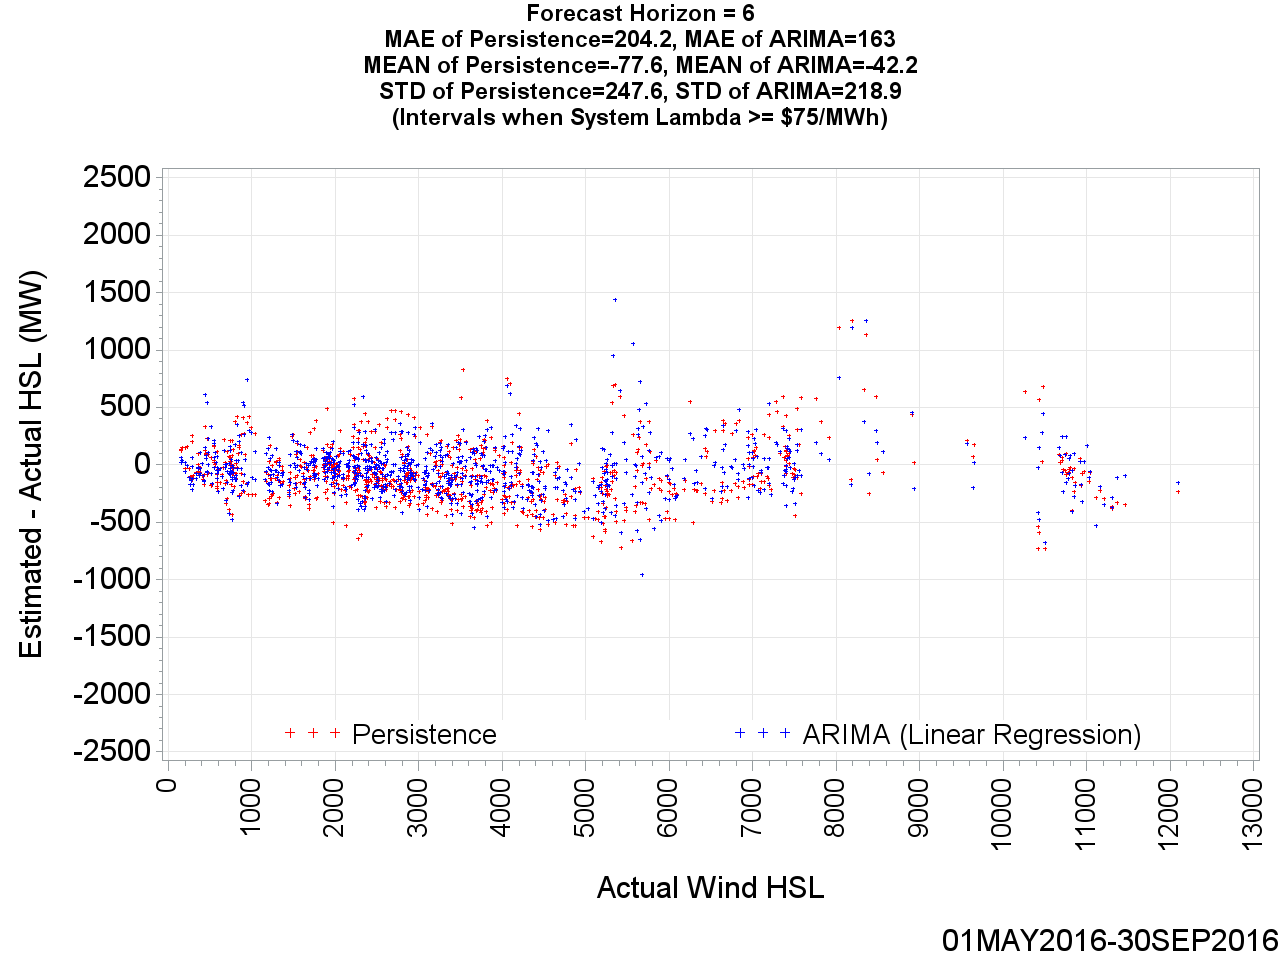 Forecast Horizon = 6
MAE of Persistence=204.2, MAE of ARIMA=163
MEAN of Persistence=-77.6, MEAN of ARIMA=-42.2
STD of Persistence=247.6, STD of ARIMA=218.9
(Intervals when System Lambda >= $75/MWh)
Estimated - Actual HSL (MW)
2500
2000
1500
1000
500
0
-500
-1000
-1500
-2000
-2500
Persistence
ARIMA (Linear Regression)
0
1000
2000
3000
4000
5000
6000
7000
8000
9000
10000
11000
12000
13000
Actual Wind HSL
01MAY2016-30SEP2016